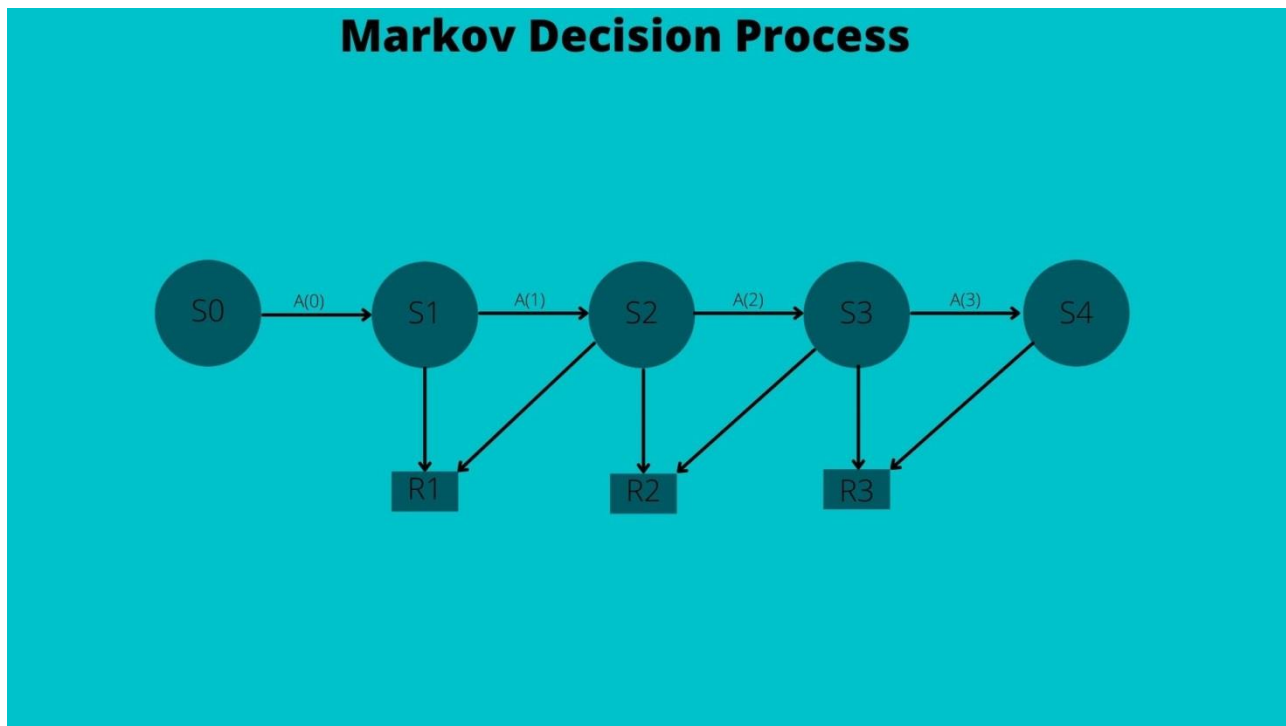 Markov Decision Process
S0
A(0)
S1
A(1)
S2
A(2)
S3
A(3)
S4
R1
R2
R3